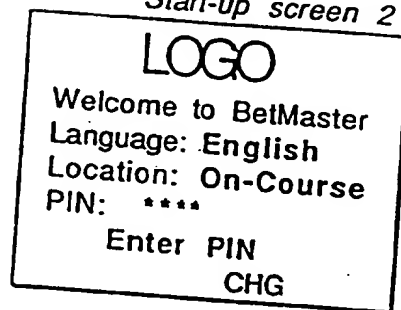 Start-up screen 2
LOGO
Welcome to BetMaster
Language: English
Location: On-Course
PIN: ****
Enter PIN
CHG